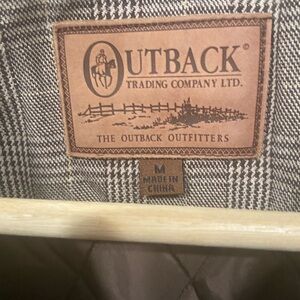 OUTBACK©
TRADING COMPANY LTD.
THE OUTBACK OUTFITTERS
M
MADE IN
CHINA